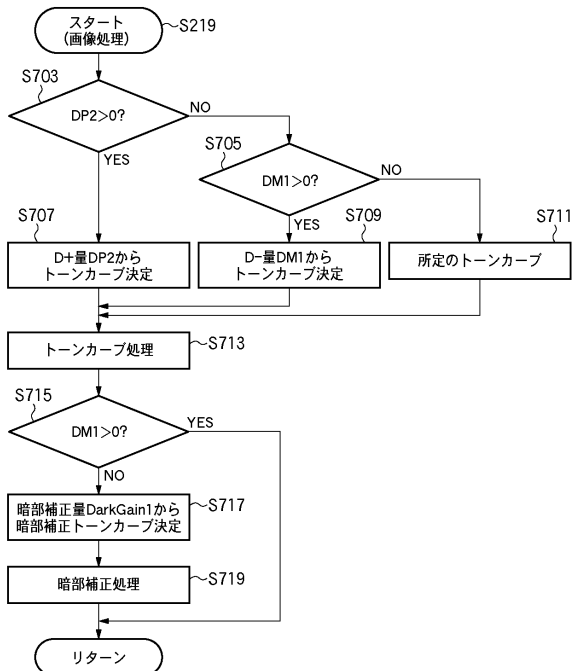 スタート
(画像処理)
S219
S703
DP2>0?
NO
YES
S705
DM1>0?
NO
YES
S707
D+量DP2から
トーンカーブ決定
S709
D-量DM1から
トーンカーブ決定
S711
所定のトーンカーブ
トーンカーブ処理
S713
S715
DM1>0?
YES
NO
暗部補正量DarkGain1から
暗部補正トーンカーブ決定
S717
暗部補正処理
S719
リターン